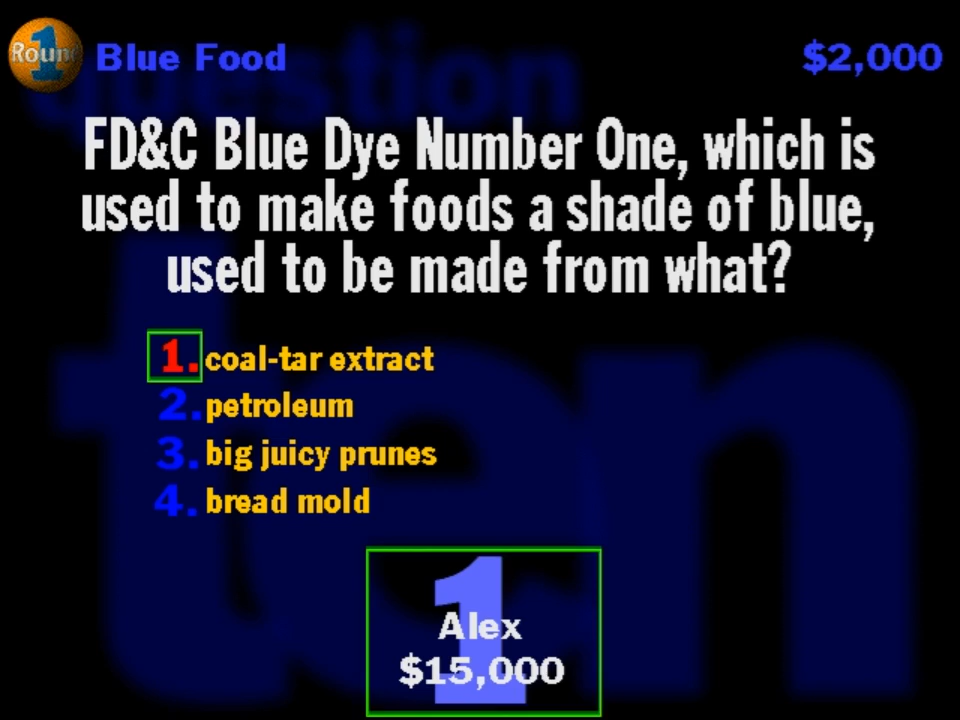 Round 1
Blue Food
$2,000
question
ten
FD&C Blue Dye Number One, which is
used to make foods a shade of blue,
used to be made from what?
1. coal-tar extract
2. petroleum
3. big juicy prunes
4. bread mold
1
Alex
$15,000